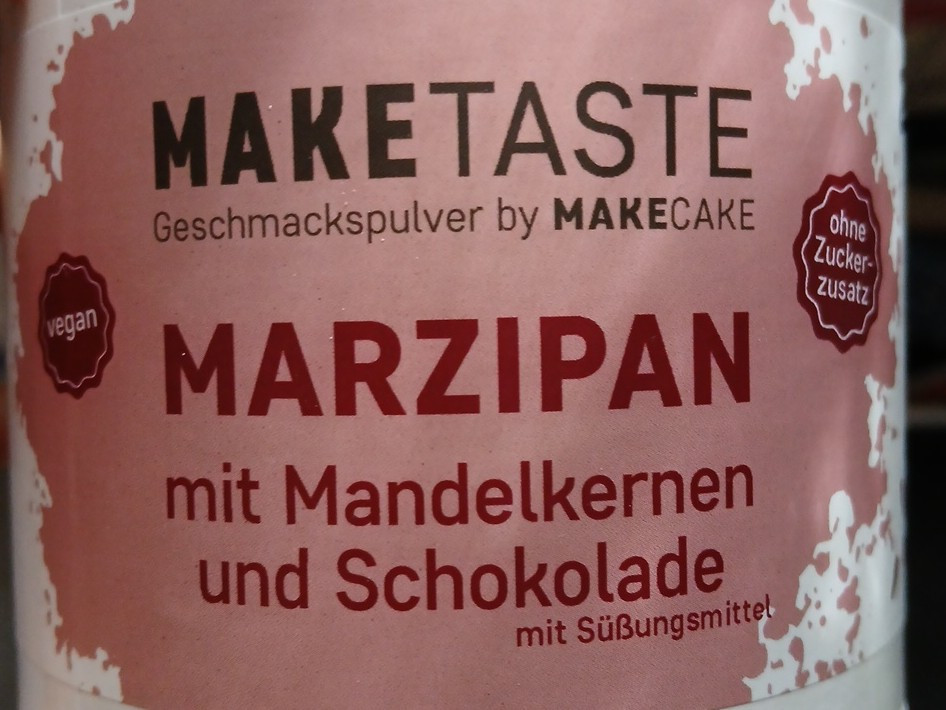 MAKETASTE
Geschmackspulver by MAKECAKE
ohne
Zucker-
zusatz
vegan
MARZIPAN
mit Mandelkernen
und Schokolade
mit Süßungsmittel